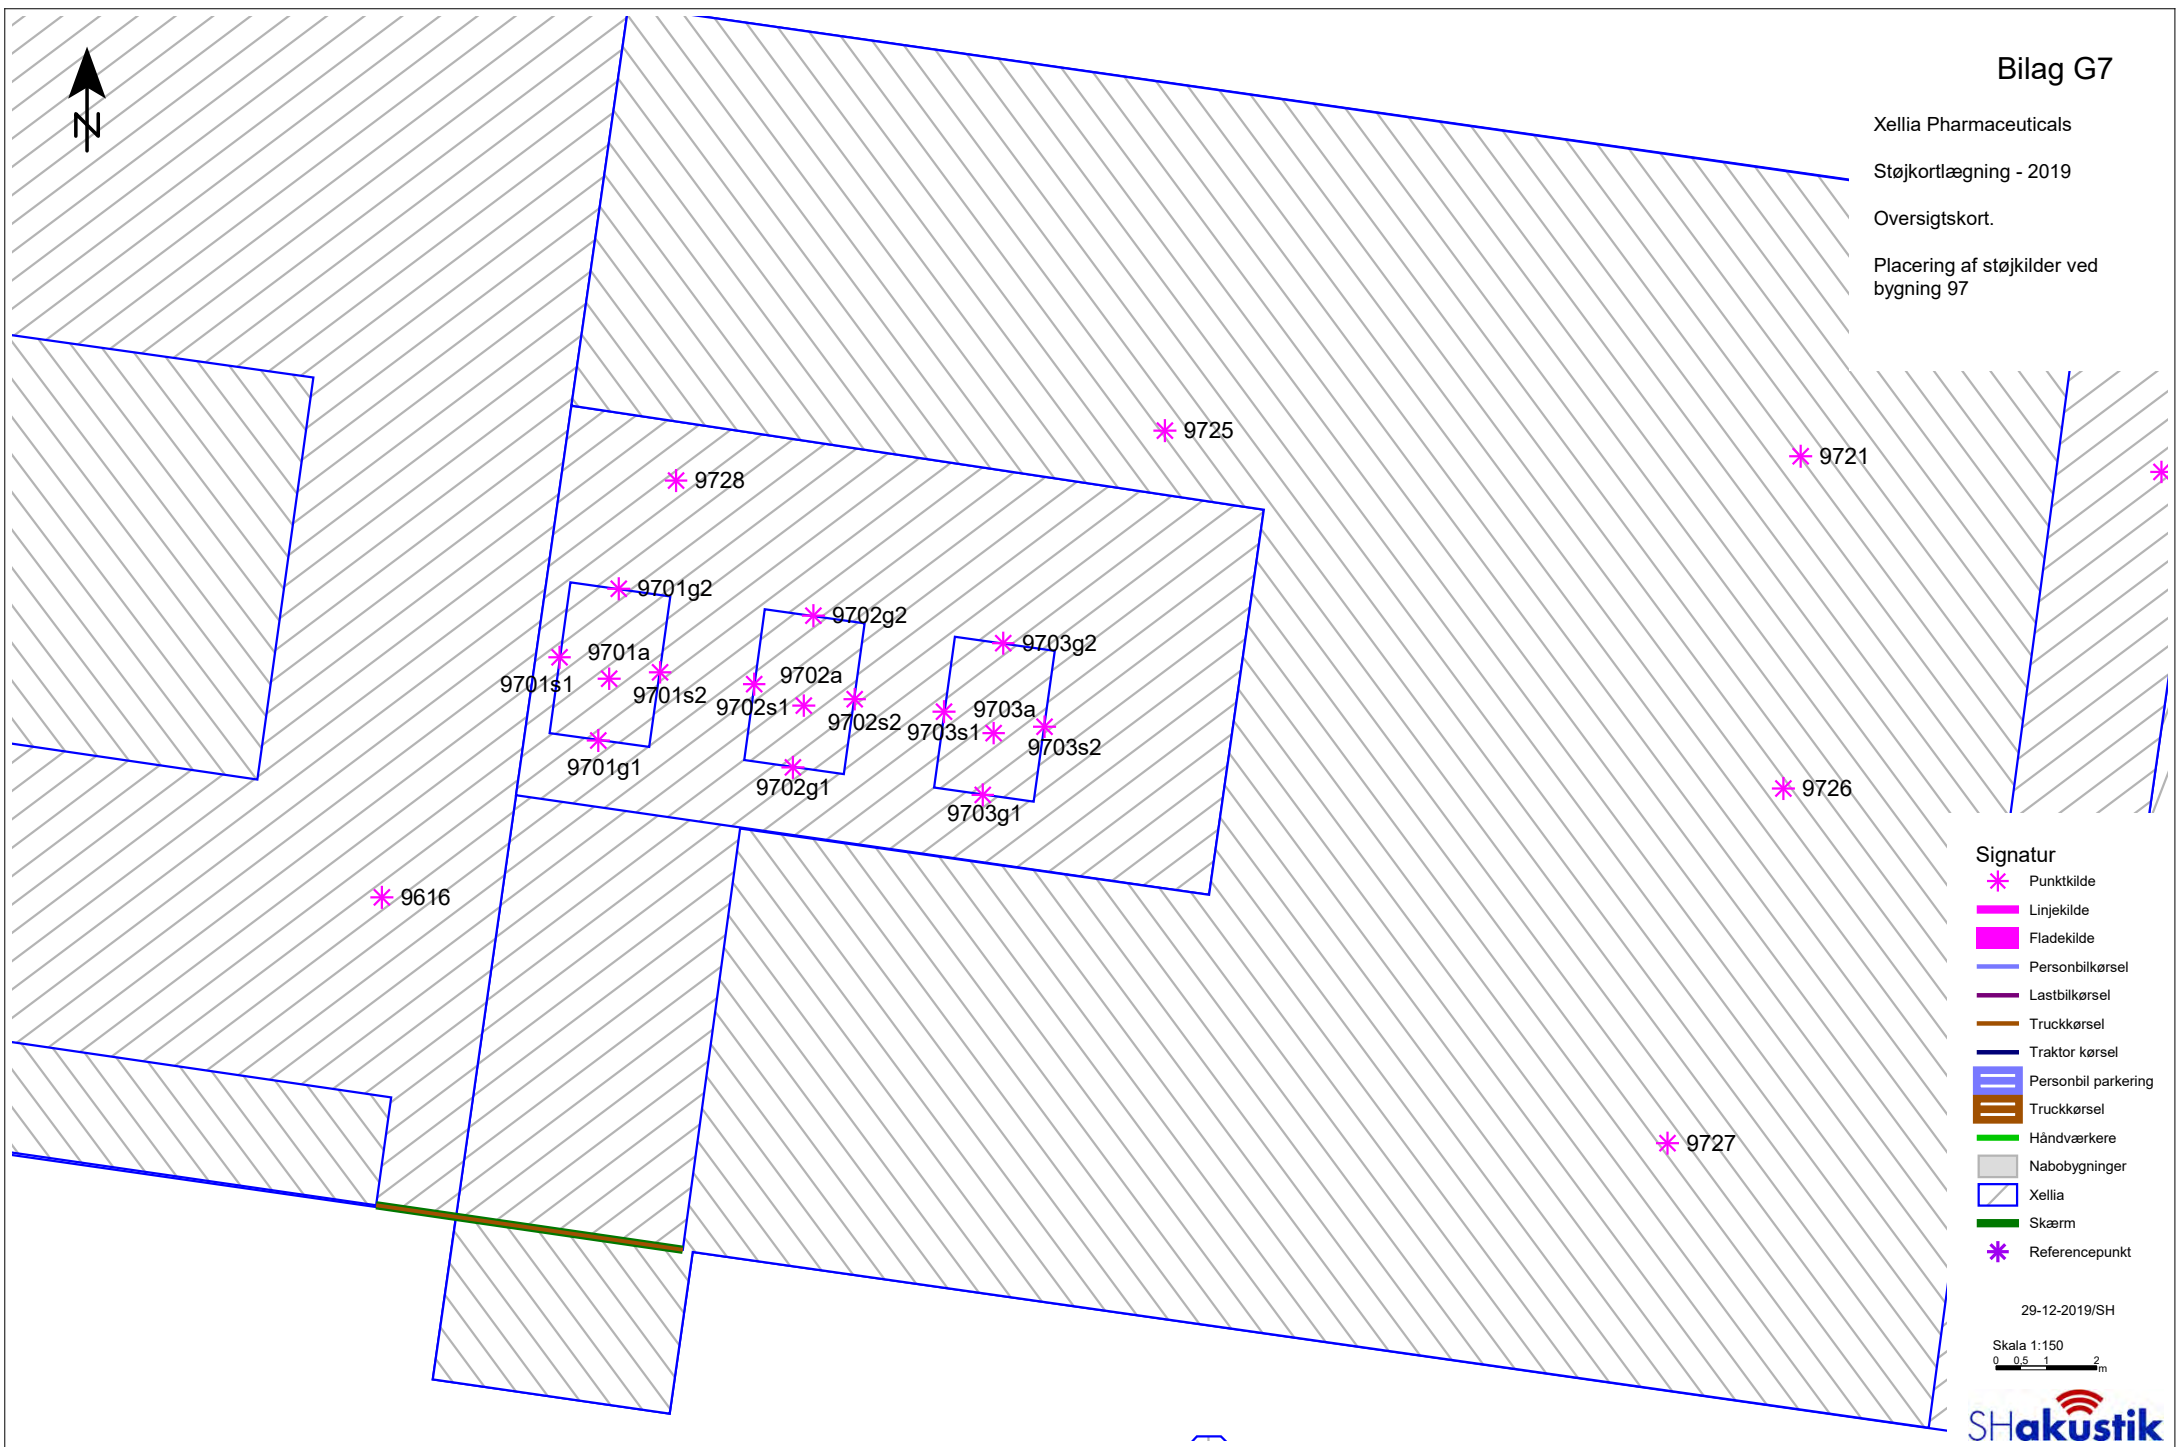 N
Bilag G7
Xellia Pharmaceuticals
Støjkortlægning - 2019
Oversigtskort.
Placering af støjkilder ved
bygning 97
9725
9721
9728
9701g2
9702g2
9703g2
9701a
9701s1
9701s2
9702a
9702s1
9702s2
9703a
9703s1
9703s2
9701g1
9702g1
9703g1
9726
9616
9727
Signatur
Punktkilde
Linjekilde
Fladekilde
Personbilkørsel
Lastbilkørsel
Truckkørsel
Traktor kørsel
Personbil parkering
Truckkørsel
Håndværkere
Nabobygninger
Xellia
Skærm
Referencepunkt
29-12-2019/SH
Skala 1:150
0 0,5 1 2
m
SHakustik